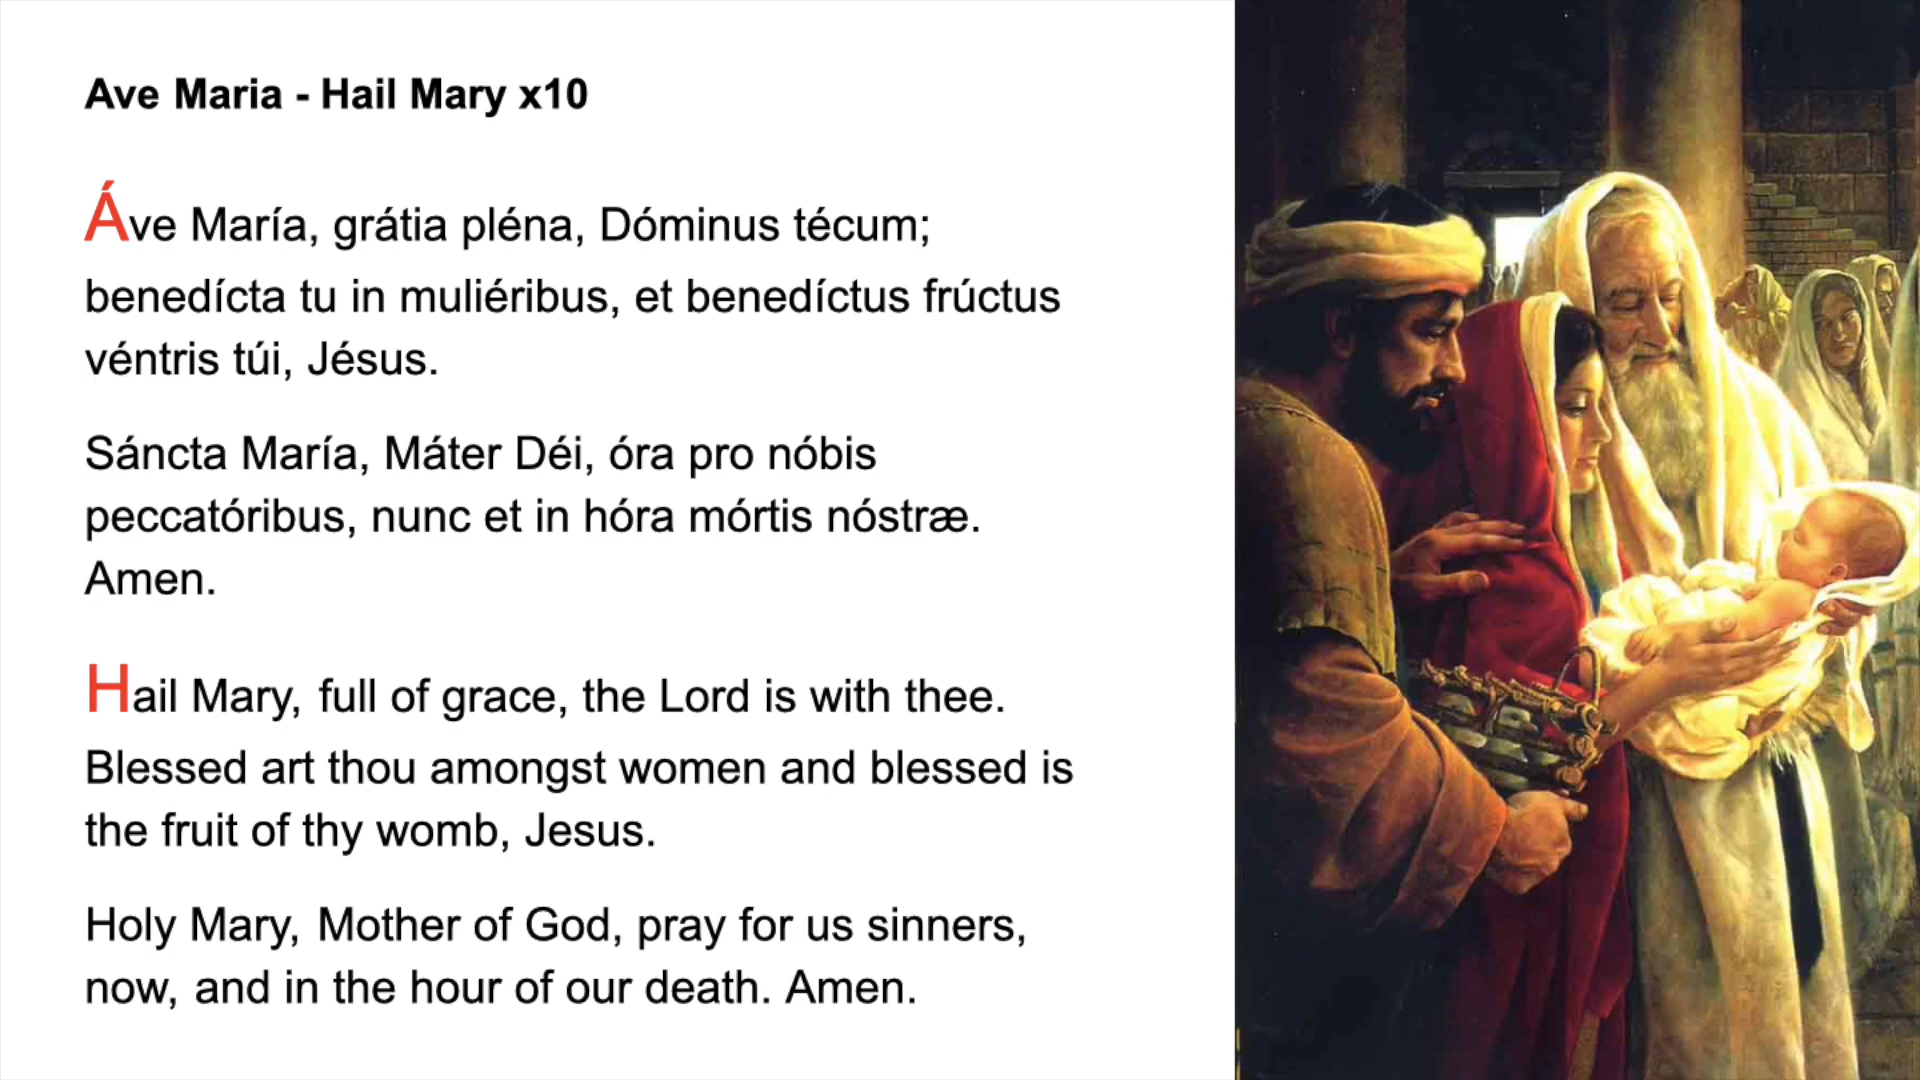 Ave Maria - Hail Mary x10
Áve María, grátia pléna, Dóminus técum;
benedícta tu in muliéribus, et benedíctus frúctus
véntris túi, Jésus.
Sáncta María, Máter Déi, óra pro nóbis
peccatóribus, nunc et in hóra mórtis nóstræ.
Amen.
Hail Mary, full of grace, the Lord is with thee.
Blessed art thou amongst women and blessed is
the fruit of thy womb, Jesus.
Holy Mary, Mother of God, pray for us sinners,
now, and in the hour of our death. Amen.